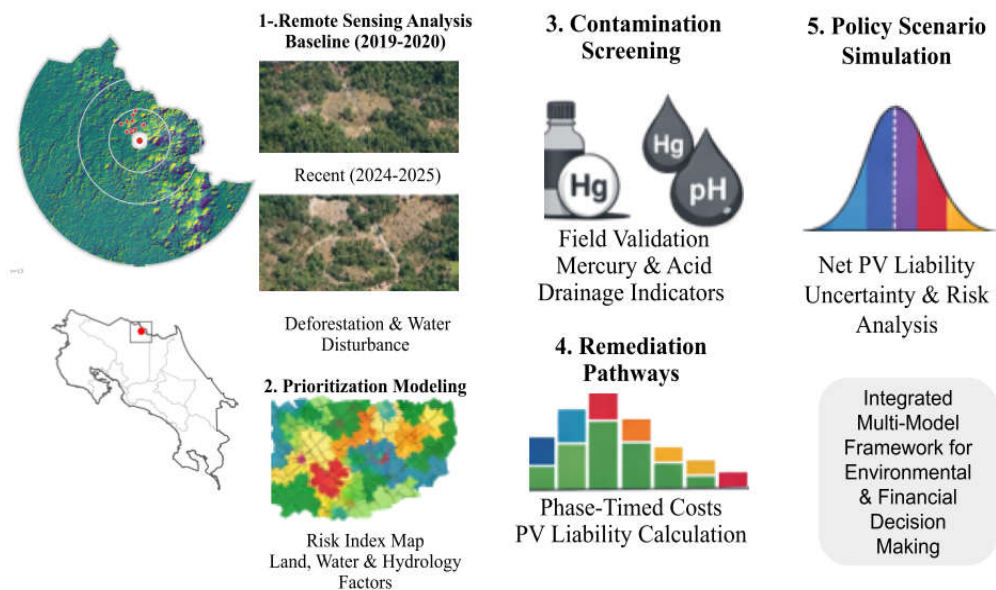 1-.Remote Sensing Analysis
Baseline (2019-2020)
Recent (2024-2025)
Deforestation & Water
Disturbance
2. Prioritization Modeling
Risk Index Map
Land, Water & Hydrology
Factors
3. Contamination
Screening
Hg
Hg
pH
Field Validation
Mercury & Acid
Drainage Indicators
4. Remediation
Pathways
Phase-Timed Costs
PV Liability Calculation
5. Policy Scenario
Simulation
Net PV Liability
Uncertainty & Risk
Analysis
Integrated
Multi-Model
Framework for
Environmental
& Financial
Decision
Making